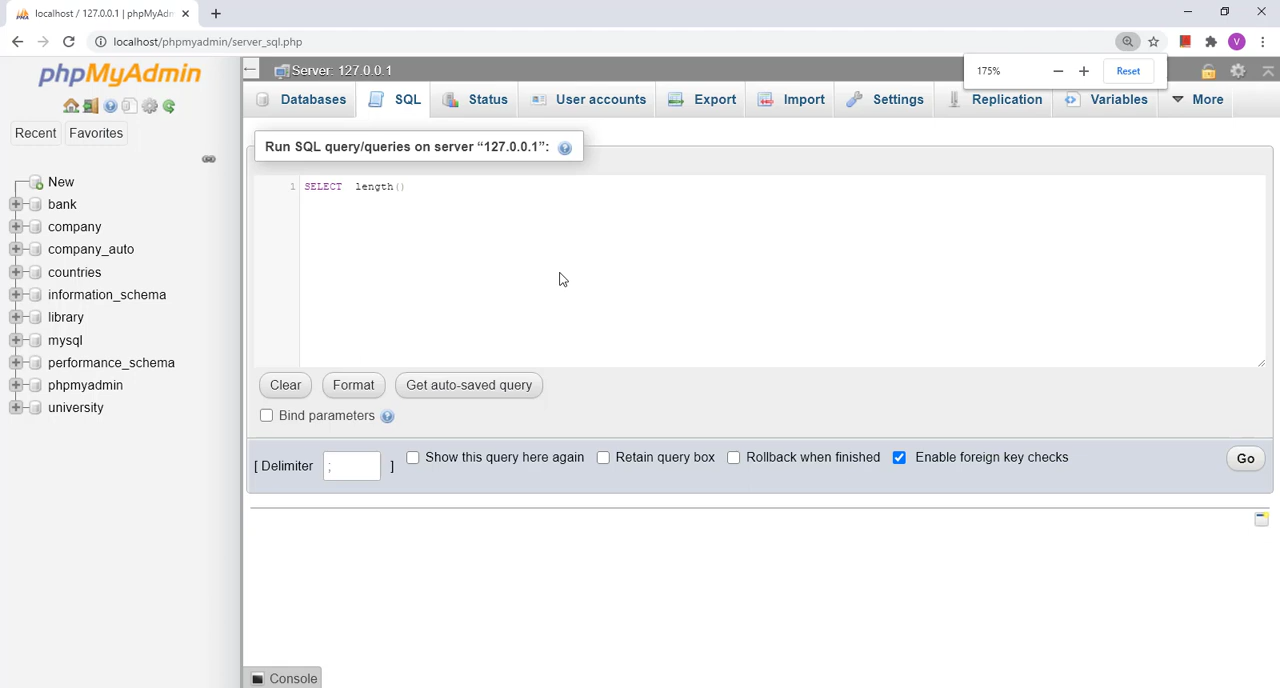 localhost / 127.0.0.1 | phpMyAdm
localhost/phpmyadmin/server_sql.php
V
phpMyAdmin
Server: 127.0.0.1
175%
Reset
Databases
SQL
Status
User accounts
Export
Import
Settings
Replication
Variables
More
Recent
Favorites
Run SQL query/queries on server “127.0.0.1”:
New
bank
company
company_auto
countries
information_schema
library
mysql
performance_schema
phpmyadmin
university
1 SELECT length()
Clear
Format
Get auto-saved query
Bind parameters
[ Delimiter ; ]
Show this query here again
Retain query box
Rollback when finished
Enable foreign key checks
Go
Console